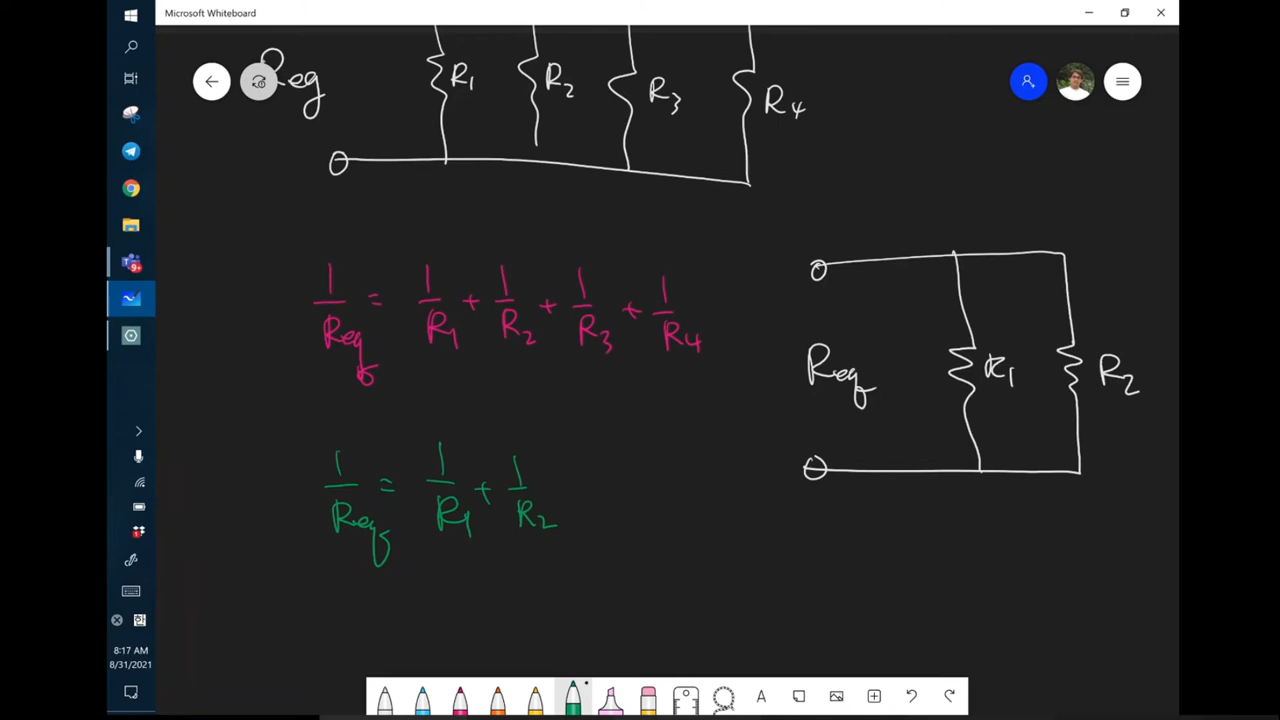 Microsoft Whiteboard
Req R₁ R₂ R₃ R₄
1/Req = 1/R₁ + 1/R₂ + 1/R₃ + 1/R₄
Req R₁ R₂
1/Req = 1/R₁ + 1/R₂
9+
8:17 AM
8/31/2021
A